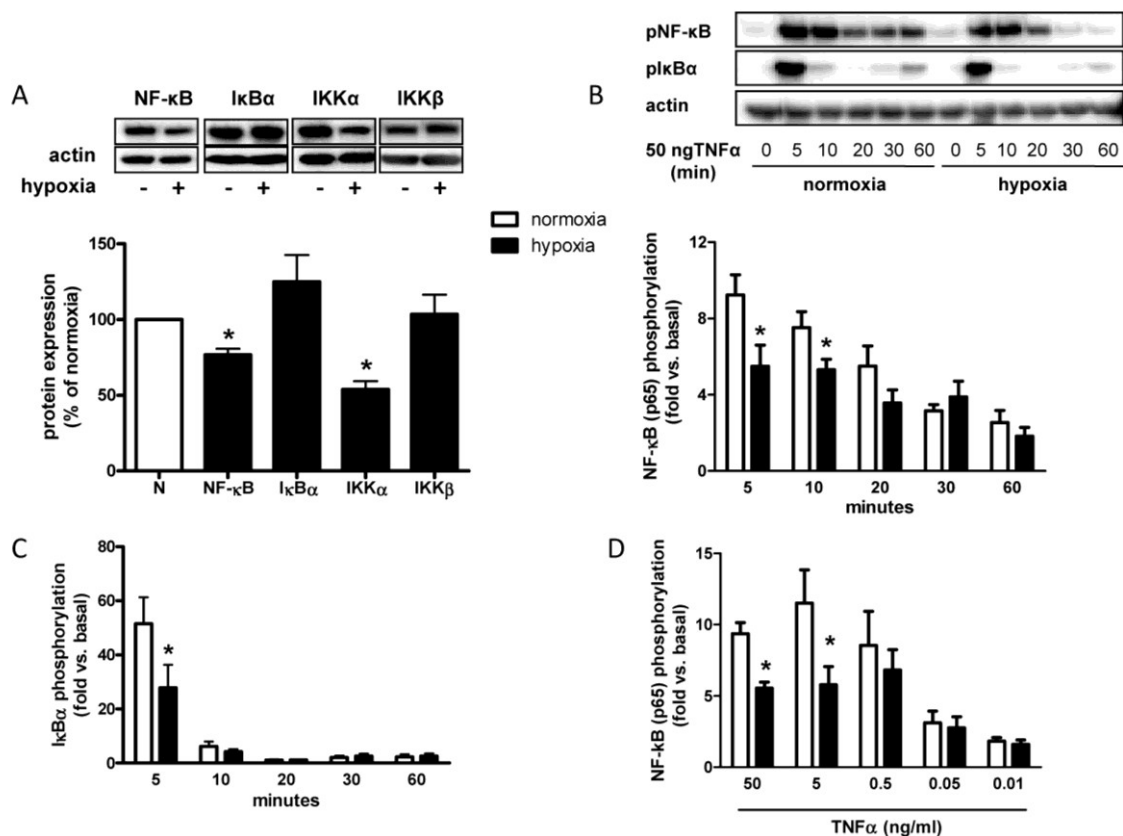 A
NF-κB IκBα IKKα IKKβ
actin
hypoxia - + - + - + - +
normoxia
hypoxia
protein expression
(% of normoxia)
150
100
50
0
*
*
N NF-κB IκBα IKKα IKKβ
B
pNF-κB
pIκBα
actin
50 ngTNFα 0 5 10 20 30 60 0 5 10 20 30 60
(min) normoxia hypoxia
NF-κB (p65) phosphorylation
(fold vs. basal)
12
8
4
0
*
*
5 10 20 30 60
minutes
C
IκBα phosphorylation
(fold vs. basal)
80
60
40
20
0
*
5 10 20 30 60
minutes
D
NF-kB (p65) phosphorylation
(fold vs. basal)
15
10
5
0
*
*
50 5 0.5 0.05 0.01
TNFα (ng/ml)